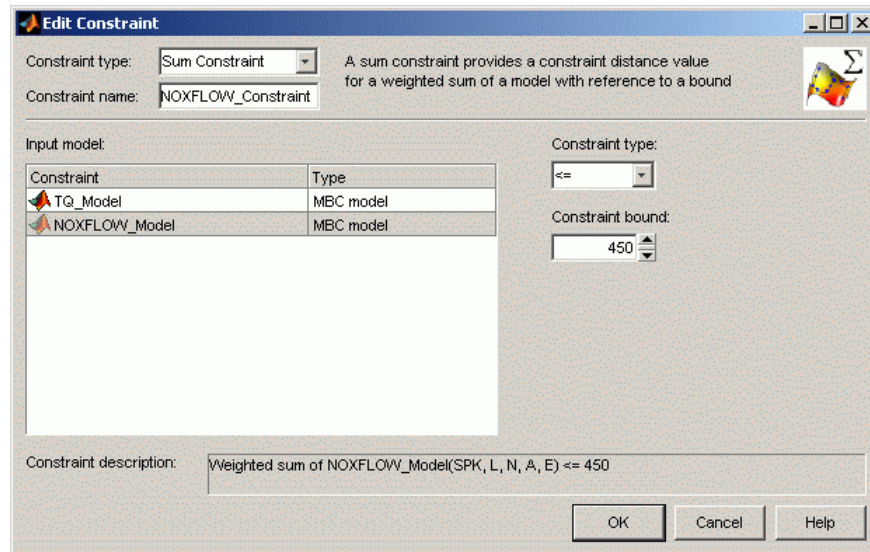 Edit Constraint
Constraint type: Sum Constraint
A sum constraint provides a constraint distance value
for a weighted sum of a model with reference to a bound
Constraint name: NOXFLOW_Constraint
Σ
Input model:
Constraint Type
TQ_Model MBC model
NOXFLOW_Model MBC model
Constraint type:
<=
Constraint bound:
450
Constraint description: Weighted sum of NOXFLOW_Model(SPK, L, N, A, E) <= 450
OK Cancel Help